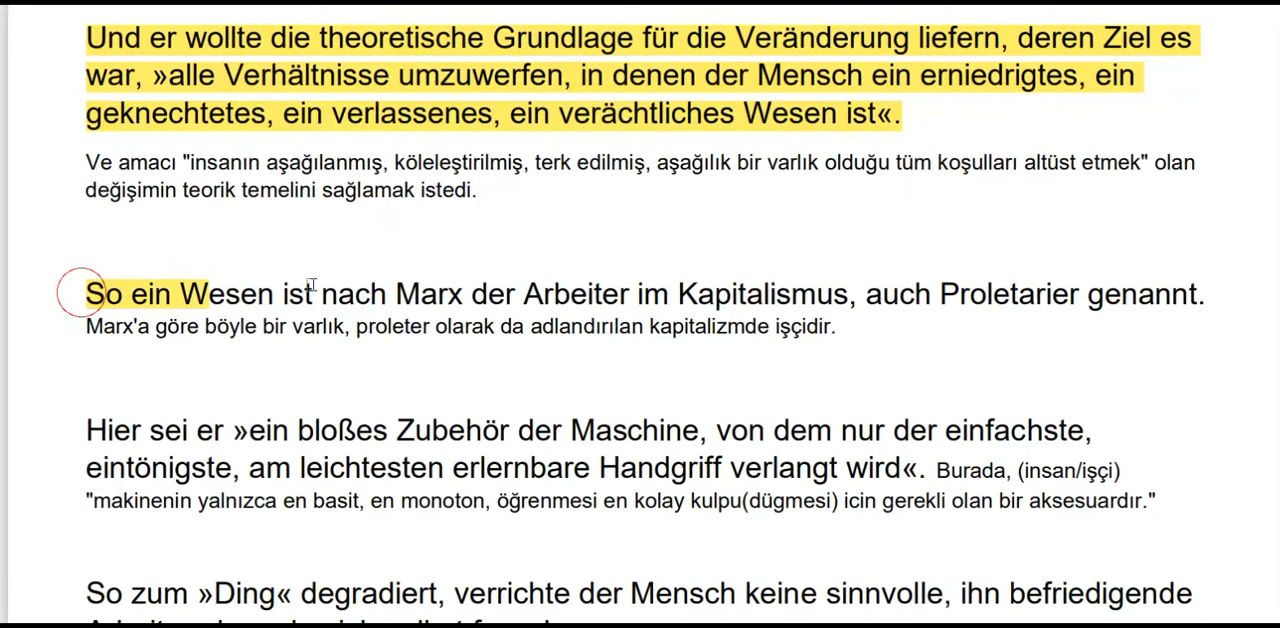 Und er wollte die theoretische Grundlage für die Veränderung liefern, deren Ziel es
war, »alle Verhältnisse umzuwerfen, in denen der Mensch ein erniedrigtes, ein
geknechtetes, ein verlassenes, ein verächtliches Wesen ist«.
Ve amacı "insanın aşağılanmış, köleleştirilmiş, terk edilmiş, aşağılık bir varlık olduğu tüm koşulları altüst etmek" olan
değişimin teorik temelini sağlamak istedi.
So ein Wesen ist nach Marx der Arbeiter im Kapitalismus, auch Proletarier genannt.
Marx'a göre böyle bir varlık, proleter olarak da adlandırılan kapitalizmde işçidir.
Hier sei er »ein bloßes Zubehör der Maschine, von dem nur der einfachste,
eintönigste, am leichtesten erlernbare Handgriff verlangt wird«. Burada, (insan/işçi)
"makinenin yalnızca en basit, en monoton, öğrenmesi en kolay kulpu(dügmesi) icin gerekli olan bir aksesuardır."
So zum »Ding« degradiert, verrichte der Mensch keine sinnvolle, ihn befriedigende